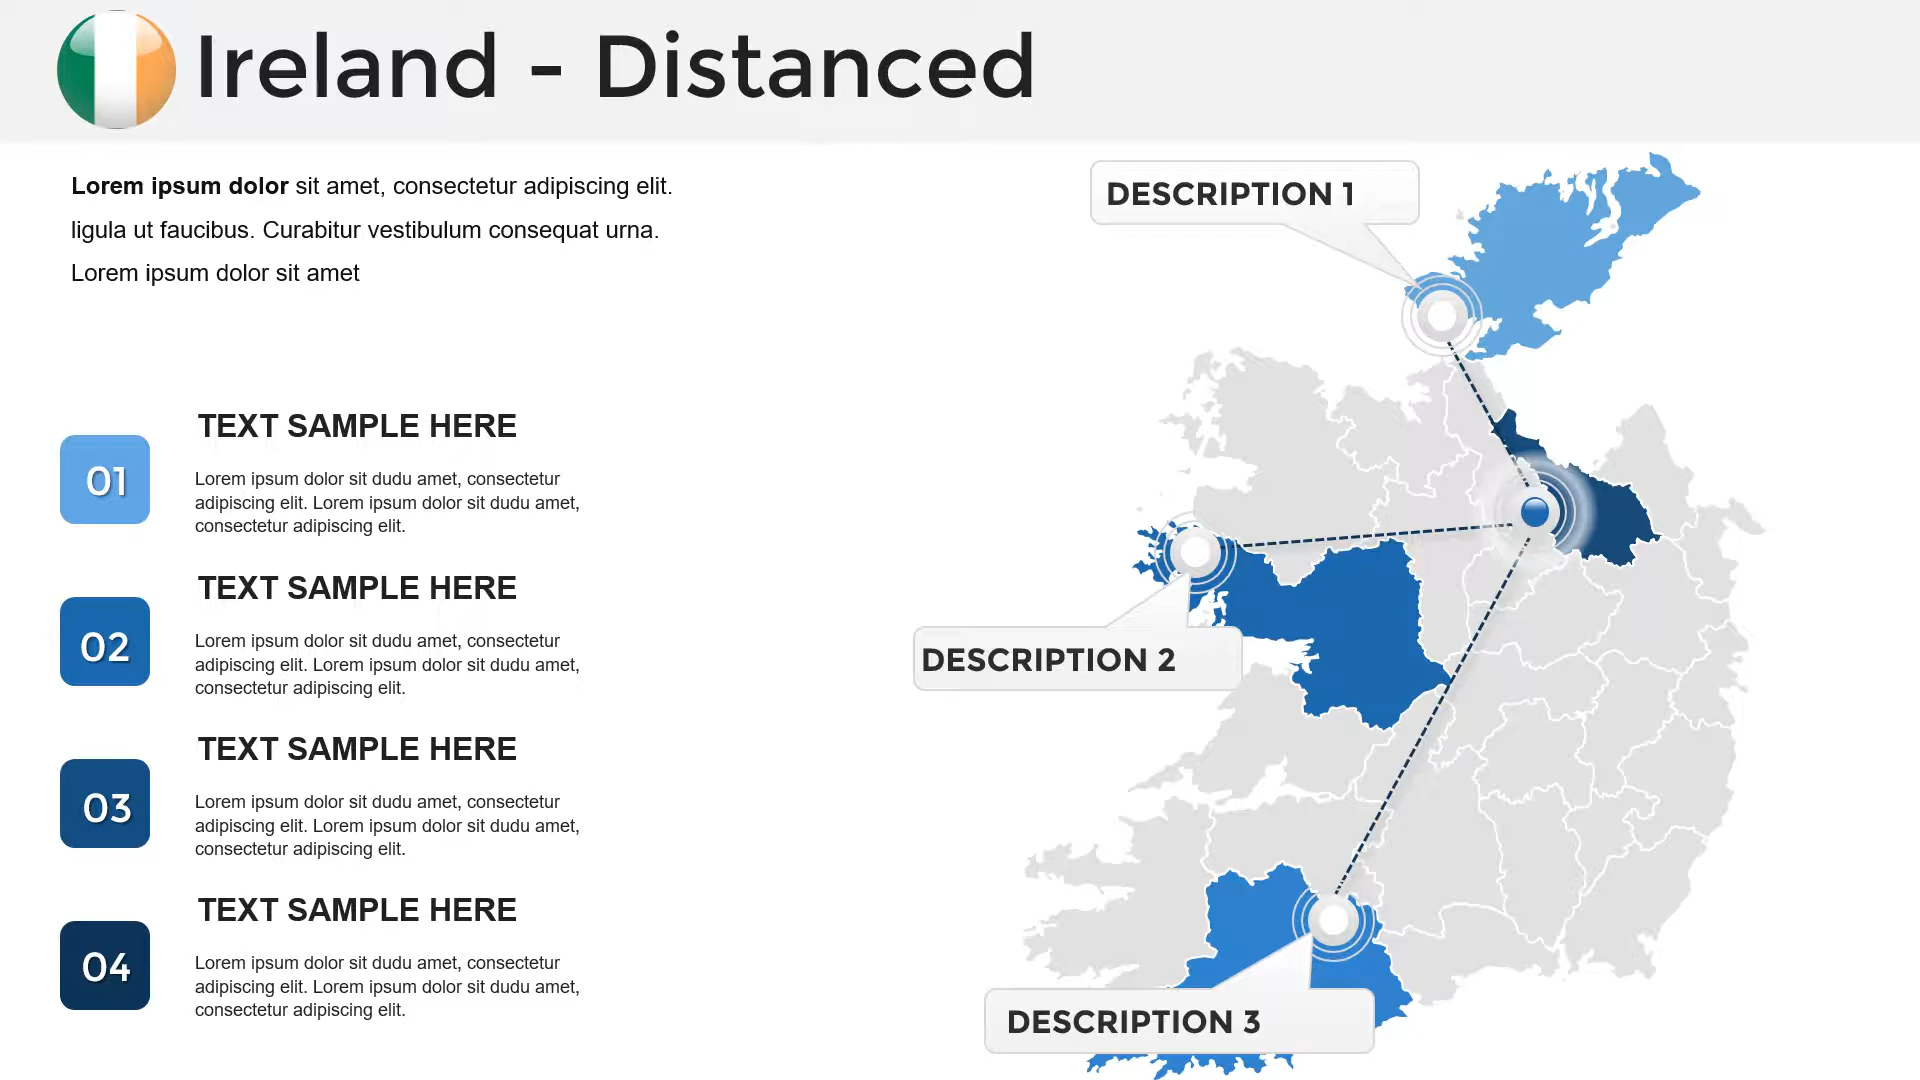 Ireland - Distanced
Lorem ipsum dolor sit amet, consectetur adipiscing elit.
ligula ut faucibus. Curabitur vestibulum consequat urna.
Lorem ipsum dolor sit amet
01
TEXT SAMPLE HERE
Lorem ipsum dolor sit dudu amet, consectetur
adipiscing elit. Lorem ipsum dolor sit dudu amet,
consectetur adipiscing elit.
02
TEXT SAMPLE HERE
Lorem ipsum dolor sit dudu amet, consectetur
adipiscing elit. Lorem ipsum dolor sit dudu amet,
consectetur adipiscing elit.
03
TEXT SAMPLE HERE
Lorem ipsum dolor sit dudu amet, consectetur
adipiscing elit. Lorem ipsum dolor sit dudu amet,
consectetur adipiscing elit.
04
TEXT SAMPLE HERE
Lorem ipsum dolor sit dudu amet, consectetur
adipiscing elit. Lorem ipsum dolor sit dudu amet,
consectetur adipiscing elit.
DESCRIPTION 1
DESCRIPTION 2
DESCRIPTION 3